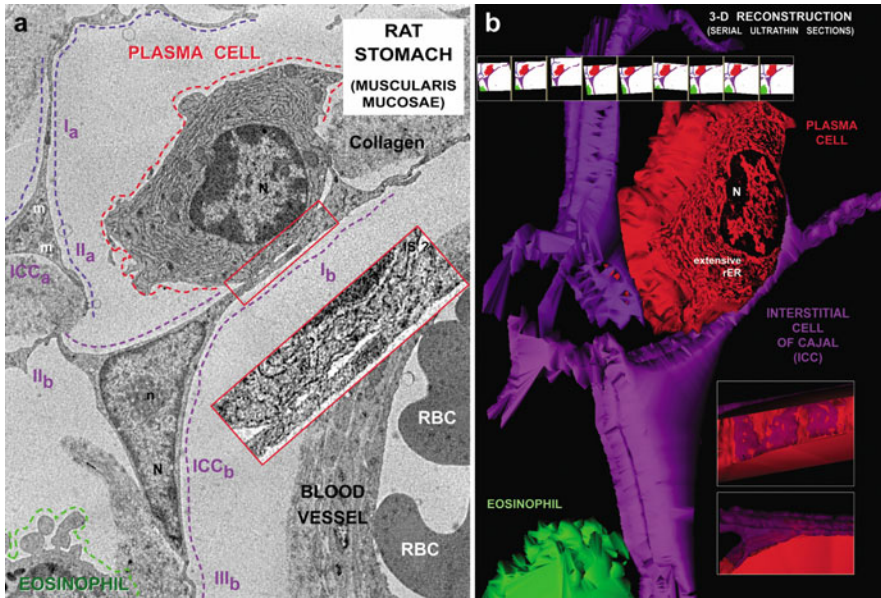 a
RAT
STOMACH
(MUSCULARIS
MUCOSAE)
PLASMA CELL
Collagen
Ia
N
m
m
IIa
ICCa
Ib
IS ?
IIb
n
N
ICCb
RBC
BLOOD
VESSEL
RBC
EOSINOPHIL
IIIb
b
3-D RECONSTRUCTION
(SERIAL ULTRATHIN SECTIONS)
PLASMA
CELL
N
extensive
rER
INTERSTITIAL
CELL
OF CAJAL
(ICC)
EOSINOPHIL